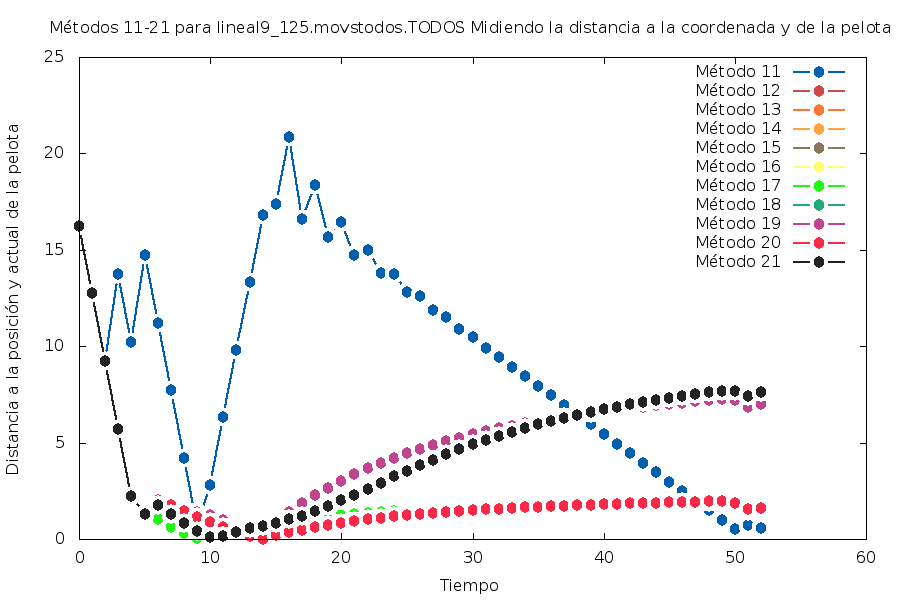 Métodos 11-21 para lineal9_125.movstodos.TODOS Midiendo la distancia a la coordenada y de la pelota
Distancia a la posición y actual de la pelota
25
20
15
10
5
0
Método 11
Método 12
Método 13
Método 14
Método 15
Método 16
Método 17
Método 18
Método 19
Método 20
Método 21
0 10 20 30 40 50 60
Tiempo